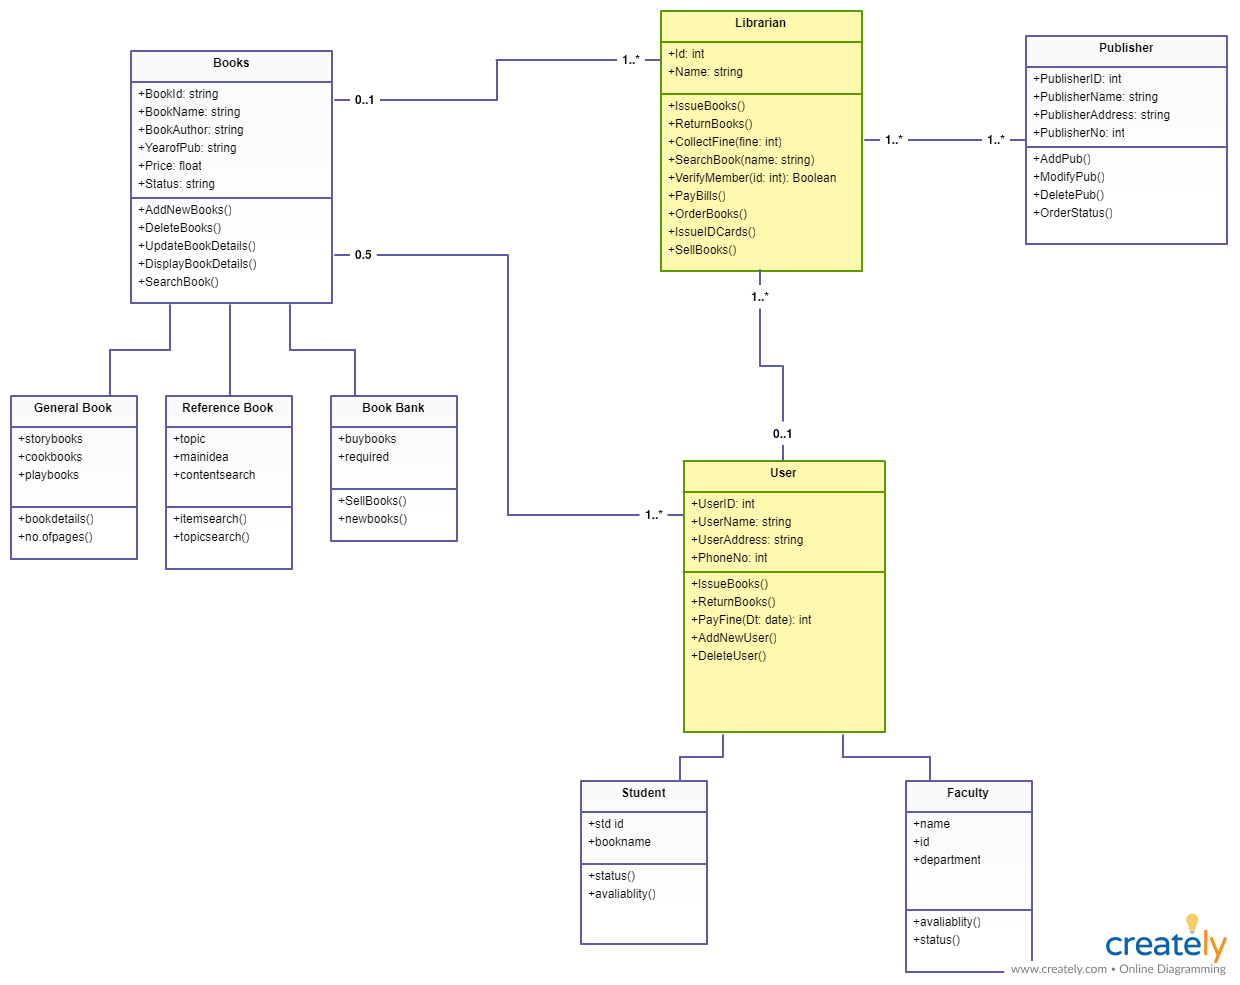 Books
+BookId: string
+BookName: string
+BookAuthor: string
+YearofPub: string
+Price: float
+Status: string
+AddNewBooks()
+DeleteBooks()
+UpdateBookDetails()
+DisplayBookDetails()
+SearchBook()
0..1
1..*
0.5
1..*
Librarian
+Id: int
+Name: string
+IssueBooks()
+ReturnBooks()
+CollectFine(fine: int)
+SearchBook(name: string)
+VerifyMember(id: int): Boolean
+PayBills()
+OrderBooks()
+IssueIDCards()
+SellBooks()
1..*
1..*
Publisher
+PublisherID: int
+PublisherName: string
+PublisherAddress: string
+PublisherNo: int
+AddPub()
+ModifyPub()
+DeletePub()
+OrderStatus()
1..*
0..1
General Book
+storybooks
+cookbooks
+playbooks
+bookdetails()
+no.ofpages()
Reference Book
+topic
+mainidea
+contentsearch
+itemsearch()
+topicsearch()
Book Bank
+buybooks
+required
+SellBooks()
+newbooks()
User
+UserID: int
+UserName: string
+UserAddress: string
+PhoneNo: int
+IssueBooks()
+ReturnBooks()
+PayFine(Dt: date): int
+AddNewUser()
+DeleteUser()
Student
+std id
+bookname
+status()
+avaliablity()
Faculty
+name
+id
+department
+avaliablity()
+status()
creately
www.creately.com • Online Diagramming